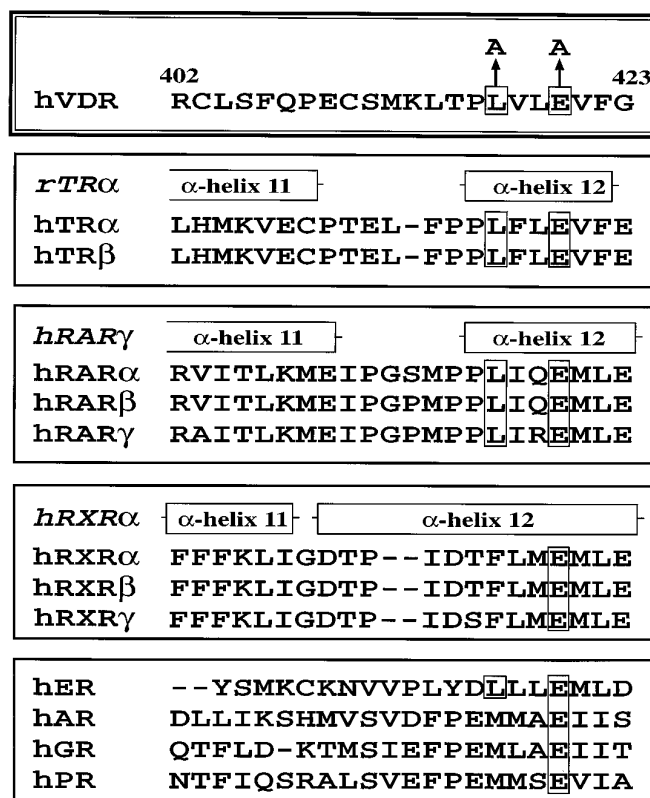 A A
402 423
hVDR RCLSFQPECSMKLTPLVLEVFG
rTRα α-helix 11 α-helix 12
hTRα LHMKVECPTEL-FPPLFLEVFE
hTRβ LHMKVECPTEL-FPPLFLEVFE
hRARγ α-helix 11 α-helix 12
hRARα RVITLKMEIPGSMPPLIQEMLE
hRARβ RVITLKMEIPGPMPPLIQEMLE
hRARγ RAITLKMEIPGPMPPLIREMLE
hRXRα α-helix 11 α-helix 12
hRXRα FFFKLIGDTP--IDTFLMEMLE
hRXRβ FFFKLIGDTP--IDTFLMEMLE
hRXRγ FFFKLIGDTP--IDSFLMEMLE
hER --YSMKCKNVVPLYDLLLEMLD
hAR DLLIKSHMVSVDFPEMMAEIIS
hGR QTFLD-KTMSIEFPEMLAEIIT
hPR NTFIQSRALSVEFPEMMSEVIA